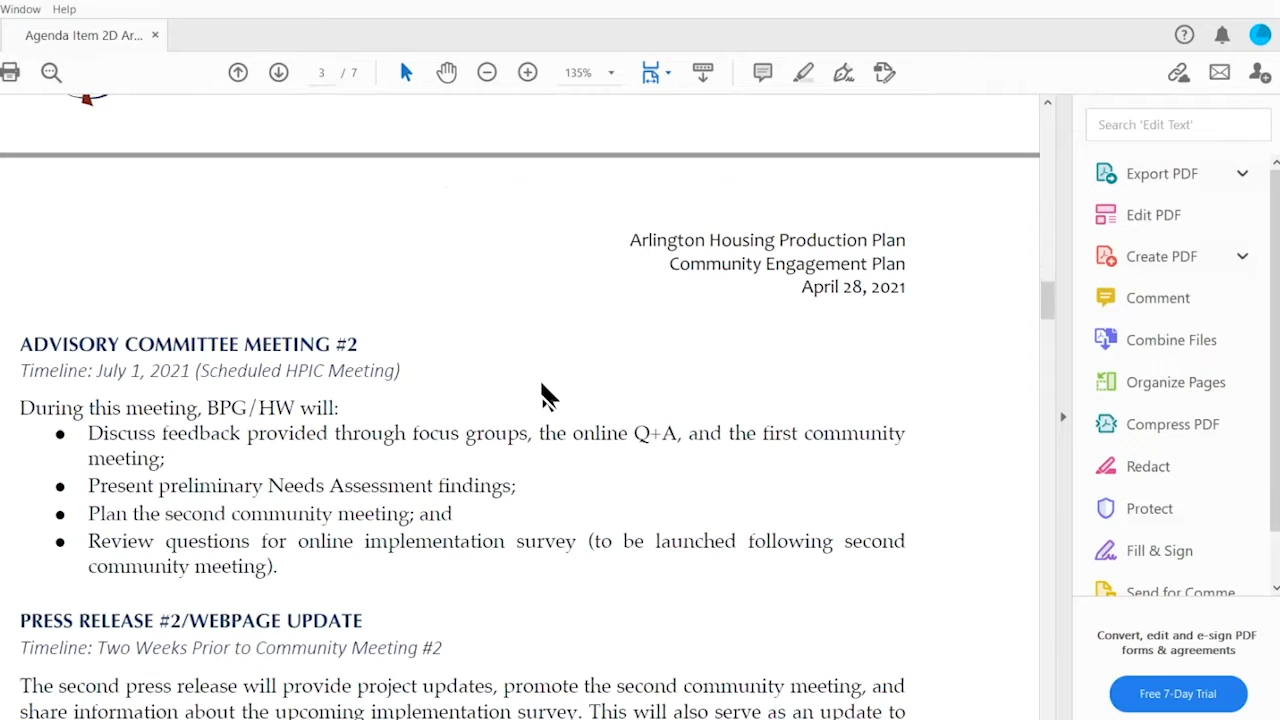 Window Help
Agenda Item 2D Ar... ×
3 / 7 135%
Search 'Edit Text'
Export PDF
Edit PDF
Create PDF
Comment
Combine Files
Organize Pages
Compress PDF
Redact
Protect
Fill & Sign
Send for Comme
Convert, edit and e-sign PDF
forms & agreements
Free 7-Day Trial
Arlington Housing Production Plan
Community Engagement Plan
April 28, 2021
ADVISORY COMMITTEE MEETING #2
Timeline: July 1, 2021 (Scheduled HPIC Meeting)
During this meeting, BPG/HW will:
● Discuss feedback provided through focus groups, the online Q+A, and the first community
meeting;
● Present preliminary Needs Assessment findings;
● Plan the second community meeting; and
● Review questions for online implementation survey (to be launched following second
community meeting).
PRESS RELEASE #2/WEBPAGE UPDATE
Timeline: Two Weeks Prior to Community Meeting #2
The second press release will provide project updates, promote the second community meeting, and
share information about the upcoming implementation survey. This will also serve as an update to